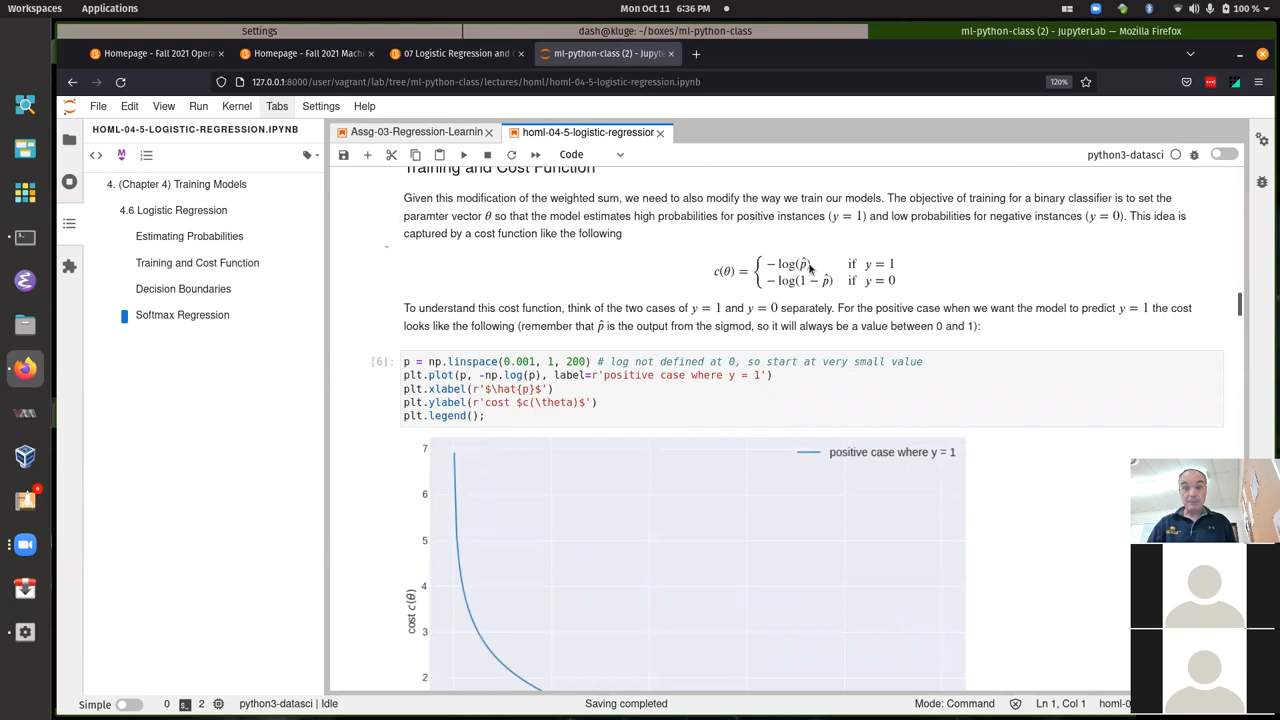 Workspaces Applications Mon Oct 11 6:36 PM 100 %
Settings dash@kluge:~/boxes/ml-python-class ml-python-class (2) - JupyterLab — Mozilla Firefox
Homepage - Fall 2021 Opera Homepage - Fall 2021 Machi 07 Logistic Regression and C ml-python-class (2) - Jupyte
127.0.0.1:8000/user/vagrant/lab/tree/ml-python-class/lectures/homl/homl-04-5-logistic-regression.ipynb 120%
File Edit View Run Kernel Tabs Settings Help
HOML-04-5-LOGISTIC-REGRESSION.IPYNB
Assg-03-Regression-Learnin homl-04-5-logistic-regression
Code python3-datasci
4. (Chapter 4) Training Models
4.6 Logistic Regression
Estimating Probabilities
Training and Cost Function
Decision Boundaries
Softmax Regression
Training and Cost Function
Given this modification of the weighted sum, we need to also modify the way we train our models. The objective of training for a binary classifier is to set the
paramter vector θ so that the model estimates high probabilities for positive instances (y = 1) and low probabilities for negative instances (y = 0). This idea is
captured by a cost function like the following
c(θ) = { − log(p̂) if y = 1
− log(1 − p̂) if y = 0
To understand this cost function, think of the two cases of y = 1 and y = 0 separately. For the positive case when we want the model to predict y = 1 the cost
looks like the following (remember that p̂ is the output from the sigmod, so it will always be a value between 0 and 1):
[6]: p = np.linspace(0.001, 1, 200) # log not defined at 0, so start at very small value
plt.plot(p, -np.log(p), label=r'positive case where y = 1')
plt.xlabel(r'$\hat{p}$')
plt.ylabel(r'cost $c(\theta)$')
plt.legend();
7
positive case where y = 1
6
5
4
3
2
cost c(θ)
Simple 0 2 python3-datasci | Idle Saving completed Mode: Command Ln 1, Col 1 homl-0